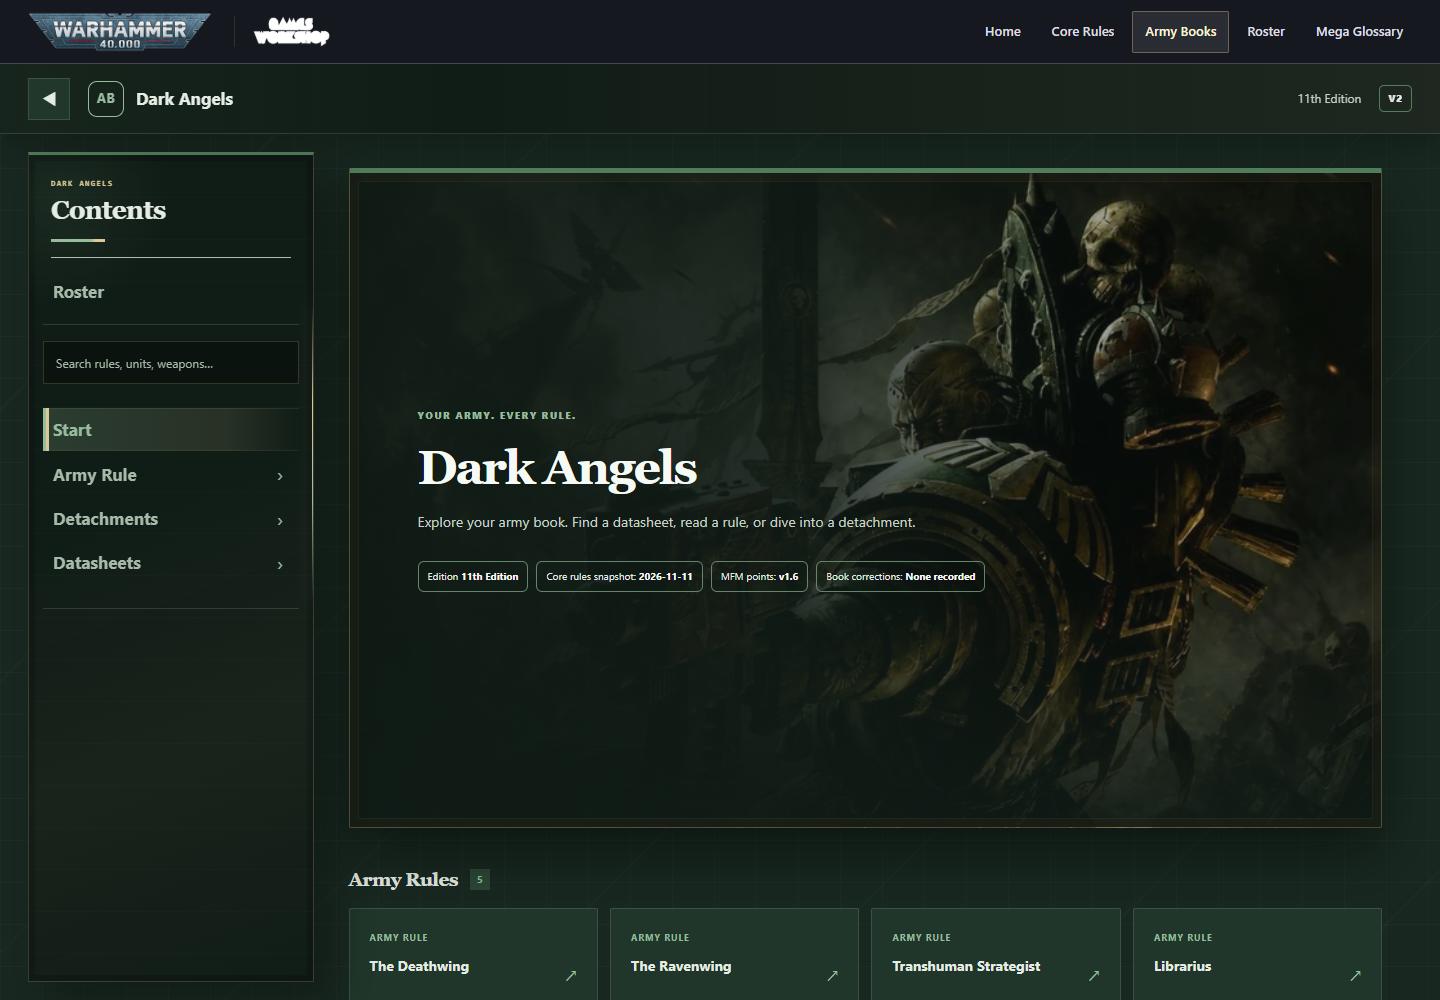 WARHAMMER
40,000
GAMES
WORKSHOP
Home
Core Rules
Army Books
Roster
Mega Glossary
◀
AB
Dark Angels
11th Edition
V2
DARK ANGELS
Contents
Roster
Search rules, units, weapons...
Start
Army Rule ›
Detachments ›
Datasheets ›
YOUR ARMY. EVERY RULE.
Dark Angels
Explore your army book. Find a datasheet, read a rule, or dive into a detachment.
Edition 11th Edition
Core rules snapshot: 2026-11-11
MFM points: v1.6
Book corrections: None recorded
Army Rules 5
ARMY RULE
The Deathwing
ARMY RULE
The Ravenwing
ARMY RULE
Transhuman Strategist
ARMY RULE
Librarius